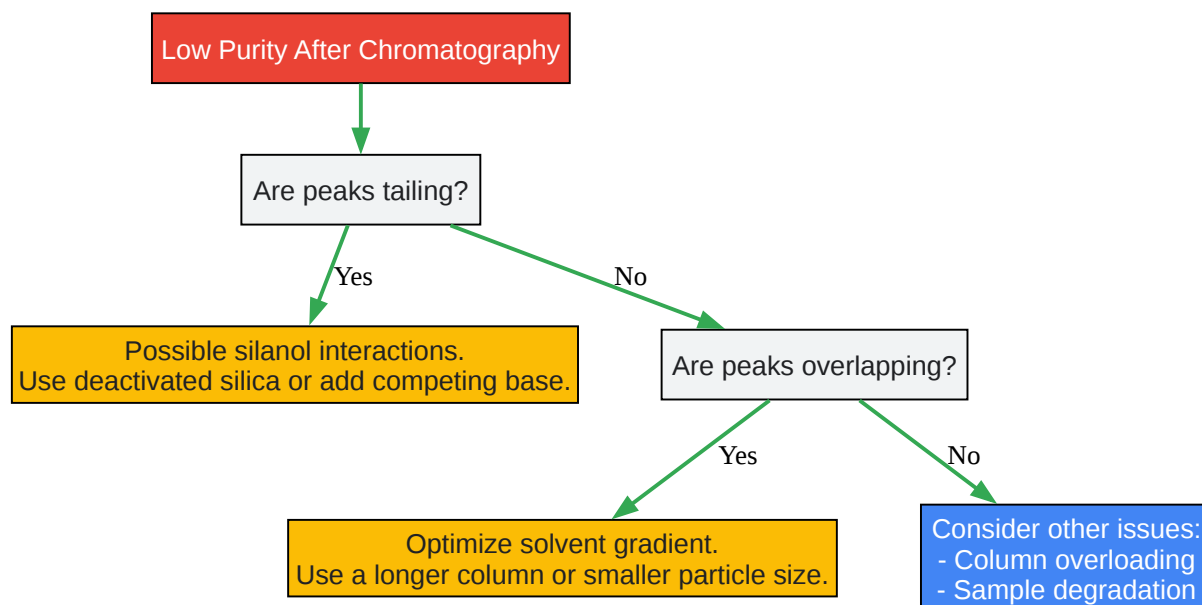 Low Purity After Chromatography
Are peaks tailing?
Yes
No
Possible silanol interactions.
Use deactivated silica or add competing base.
Are peaks overlapping?
Yes
No
Optimize solvent gradient.
Use a longer column or smaller particle size.
Consider other issues:
- Column overloading
- Sample degradation